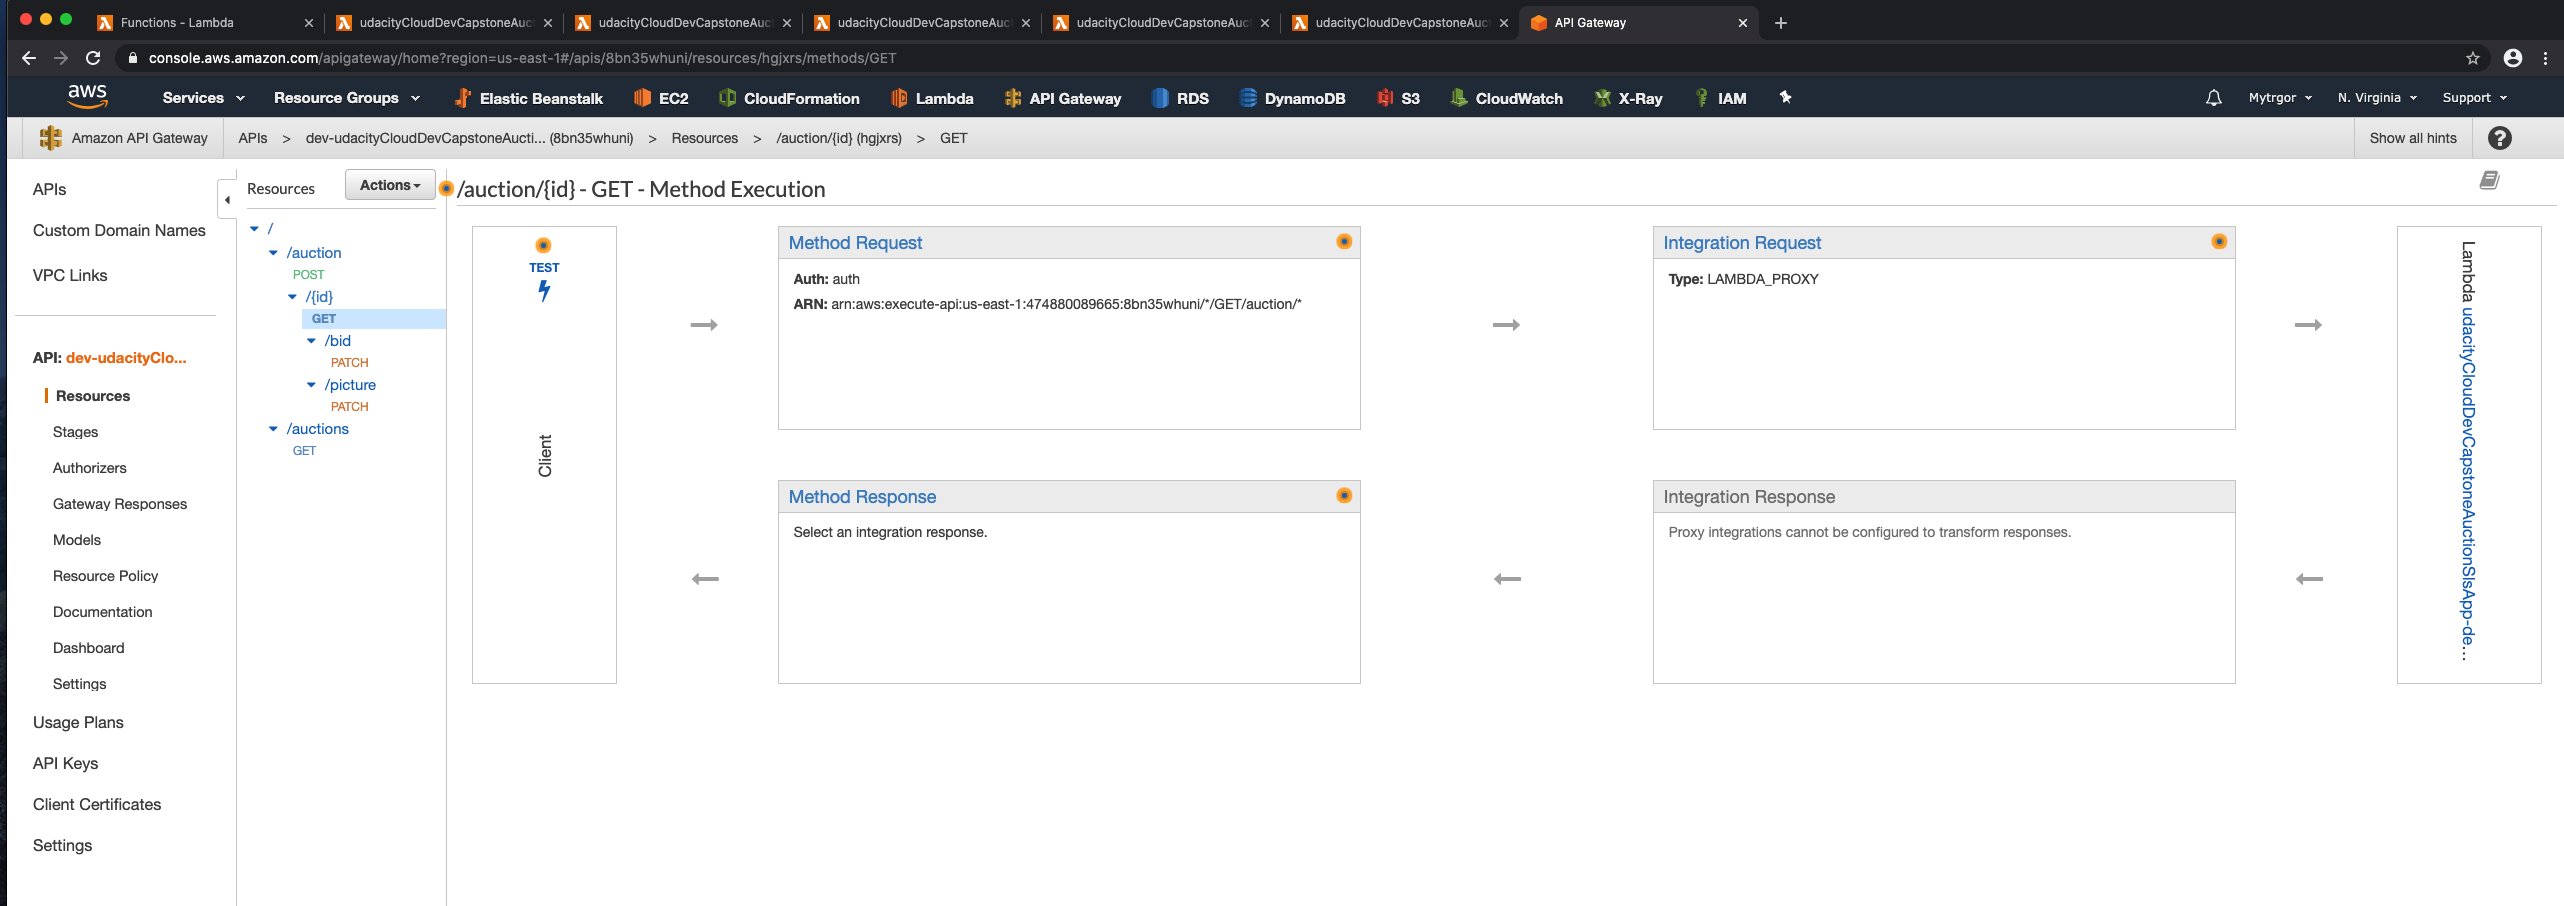 Functions - Lambda
udacityCloudDevCapstoneAuc
udacityCloudDevCapstoneAuc
udacityCloudDevCapstoneAuc
udacityCloudDevCapstoneAuc
udacityCloudDevCapstoneAuc
API Gateway
console.aws.amazon.com/apigateway/home?region=us-east-1#/apis/8bn35whuni/resources/hgjxrs/methods/GET
aws Services Resource Groups Elastic Beanstalk EC2 CloudFormation Lambda API Gateway RDS DynamoDB S3 CloudWatch X-Ray IAM Mytrgor N. Virginia Support
Amazon API Gateway APIs > dev-udacityCloudDevCapstoneAucti... (8bn35whuni) > Resources > /auction/{id} (hgjxrs) > GET Show all hints ?
APIs
Custom Domain Names
VPC Links
API: dev-udacityClo...
Resources
Stages
Authorizers
Gateway Responses
Models
Resource Policy
Documentation
Dashboard
Settings
Usage Plans
API Keys
Client Certificates
Settings
Resources Actions
/
/auction
POST
/{id}
GET
/bid
PATCH
/picture
PATCH
/auctions
GET
/auction/{id} - GET - Method Execution
TEST
Client
Method Request
Auth: auth
ARN: arn:aws:execute-api:us-east-1:474880089665:8bn35whuni/*/GET/auction/*
Integration Request
Type: LAMBDA_PROXY
Method Response
Select an integration response.
Integration Response
Proxy integrations cannot be configured to transform responses.
Lambda udacityCloudDevCapstoneAuctionSlsApp-de...